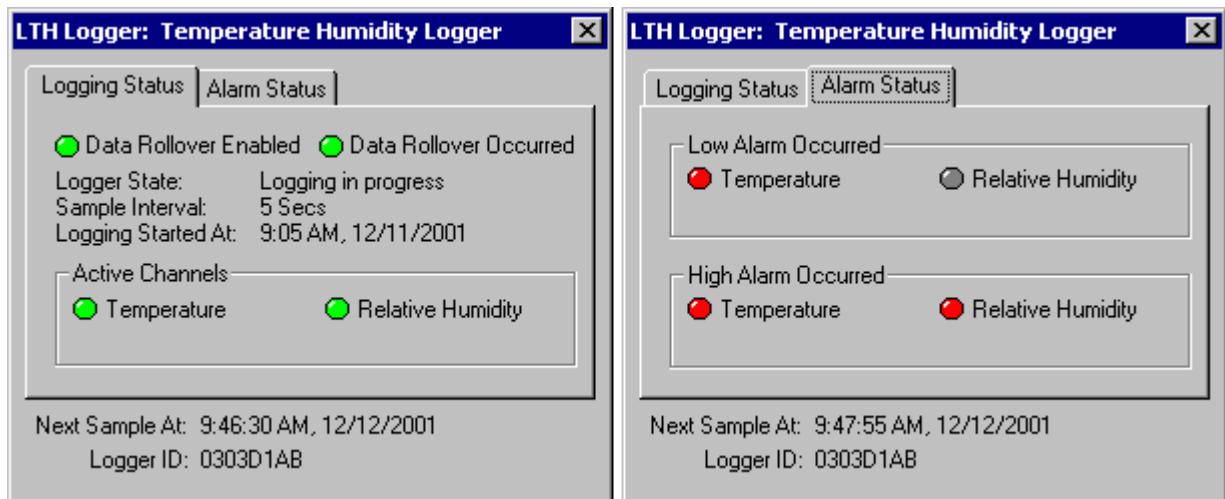 LTH Logger: Temperature Humidity Logger
Logging Status Alarm Status
Data Rollover Enabled Data Rollover Occurred
Logger State: Logging in progress
Sample Interval: 5 Secs
Logging Started At: 9:05 AM, 12/11/2001
Active Channels
Temperature Relative Humidity
Next Sample At: 9:46:30 AM, 12/12/2001
Logger ID: 0303D1AB
LTH Logger: Temperature Humidity Logger
Logging Status Alarm Status
Low Alarm Occurred
Temperature Relative Humidity
High Alarm Occurred
Temperature Relative Humidity
Next Sample At: 9:47:55 AM, 12/12/2001
Logger ID: 0303D1AB